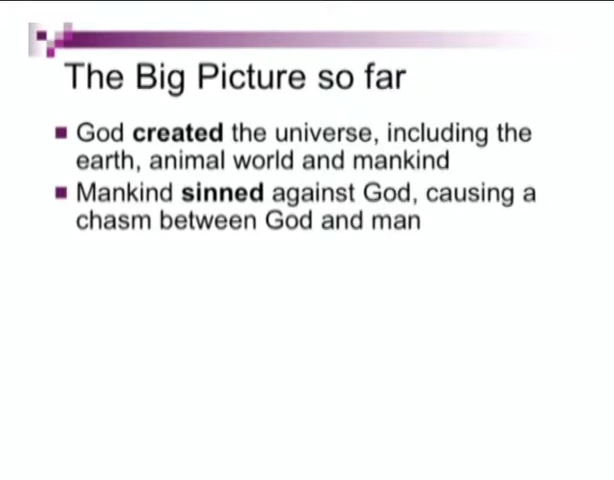 The Big Picture so far
God created the universe, including the
earth, animal world and mankind
Mankind sinned against God, causing a
chasm between God and man